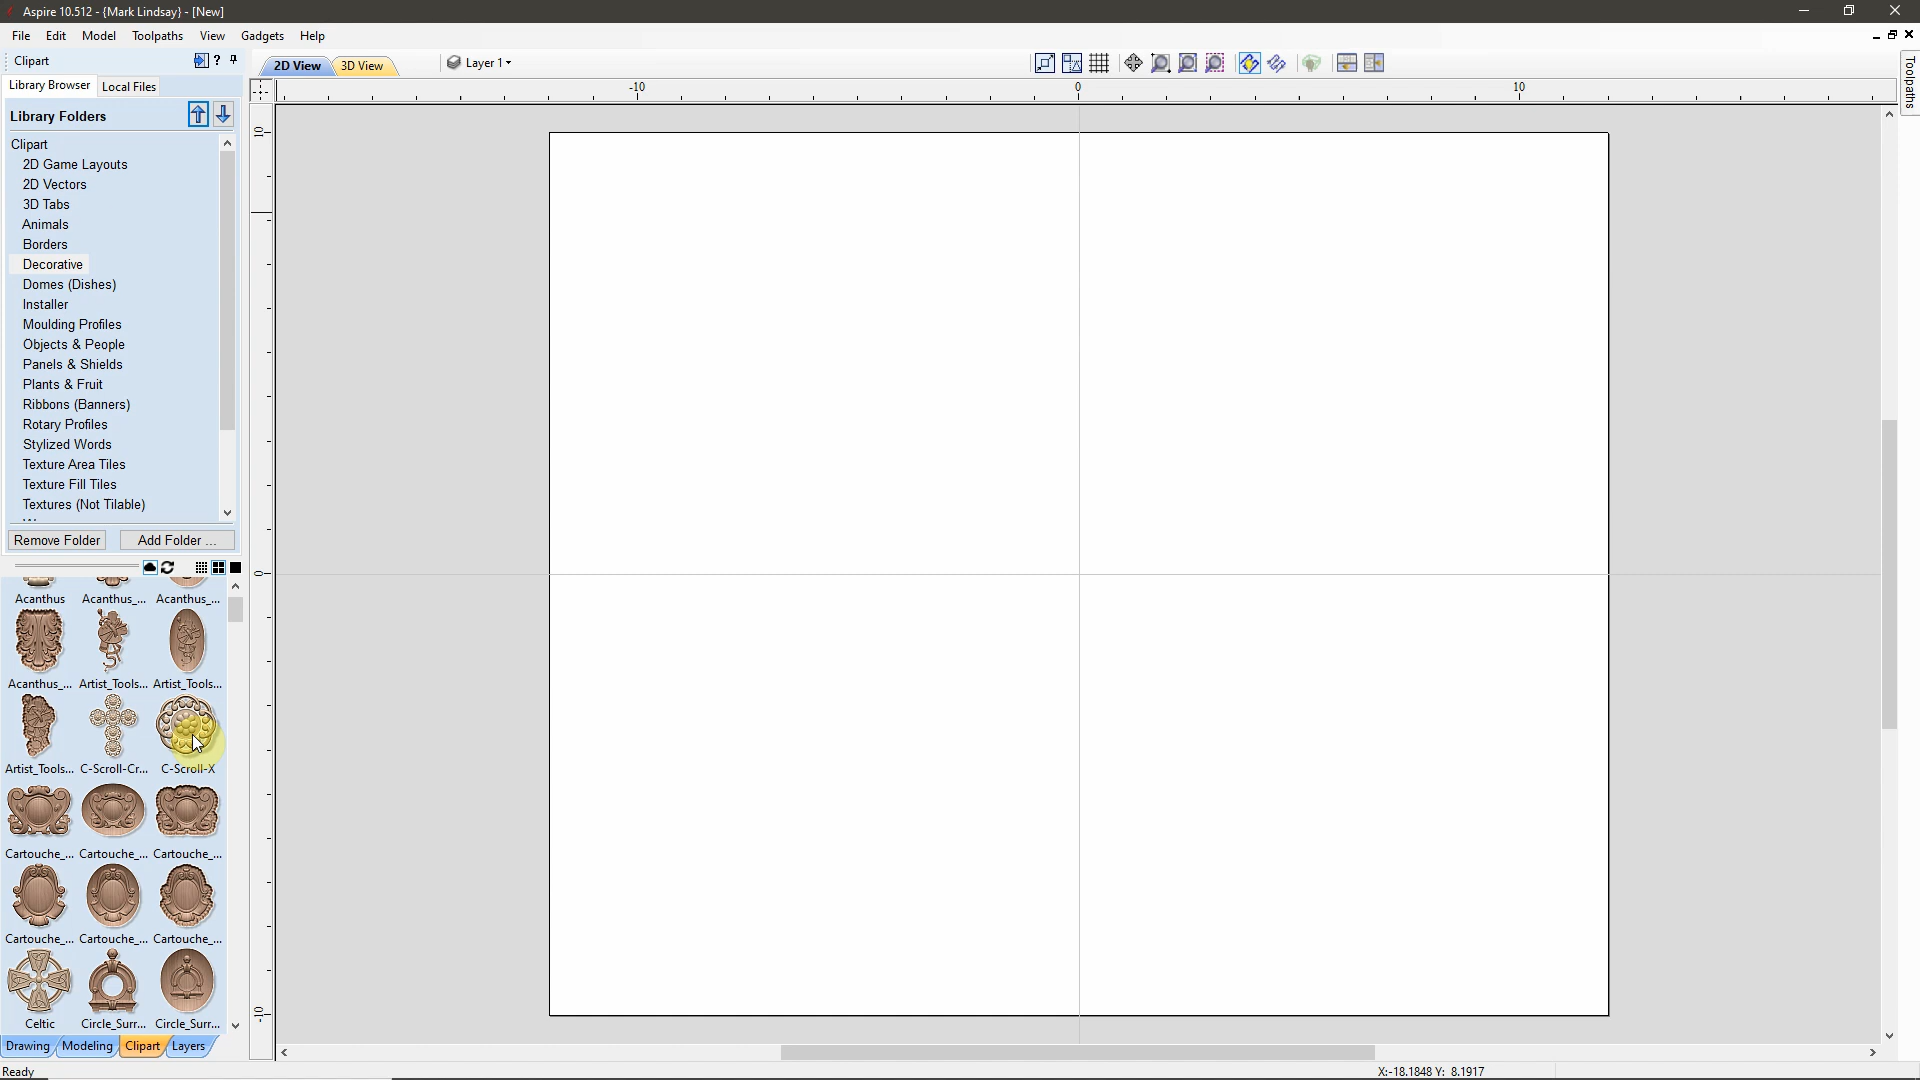 Aspire 10.512 - {Mark Lindsay} - [New]
File Edit Model Toolpaths View Gadgets Help
Clipart ?
2D View 3D View Layer 1
Library Browser Local Files
Library Folders
Clipart
2D Game Layouts
2D Vectors
3D Tabs
Animals
Borders
Decorative
Domes (Dishes)
Installer
Moulding Profiles
Objects & People
Panels & Shields
Plants & Fruit
Ribbons (Banners)
Rotary Profiles
Stylized Words
Texture Area Tiles
Texture Fill Tiles
Textures (Not Tilable)
Remove Folder Add Folder ...
Acanthus Acanthus_... Acanthus_...
Acanthus_... Artist_Tools... Artist_Tools...
Artist_Tools... C-Scroll-Cr... C-Scroll-X
Cartouche_... Cartouche_... Cartouche_...
Cartouche_... Cartouche_... Cartouche_...
Celtic Circle_Surr... Circle_Surr...
Drawing Modeling Clipart Layers
-10 0 10
10
0
-10
Toolpaths
Ready X:-18.1848 Y: 8.1917